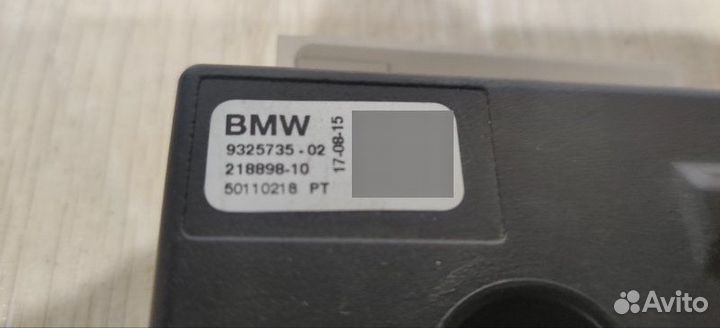 BMW
9325735-02
218898-10
50110218 PT
17-08-15
Avito